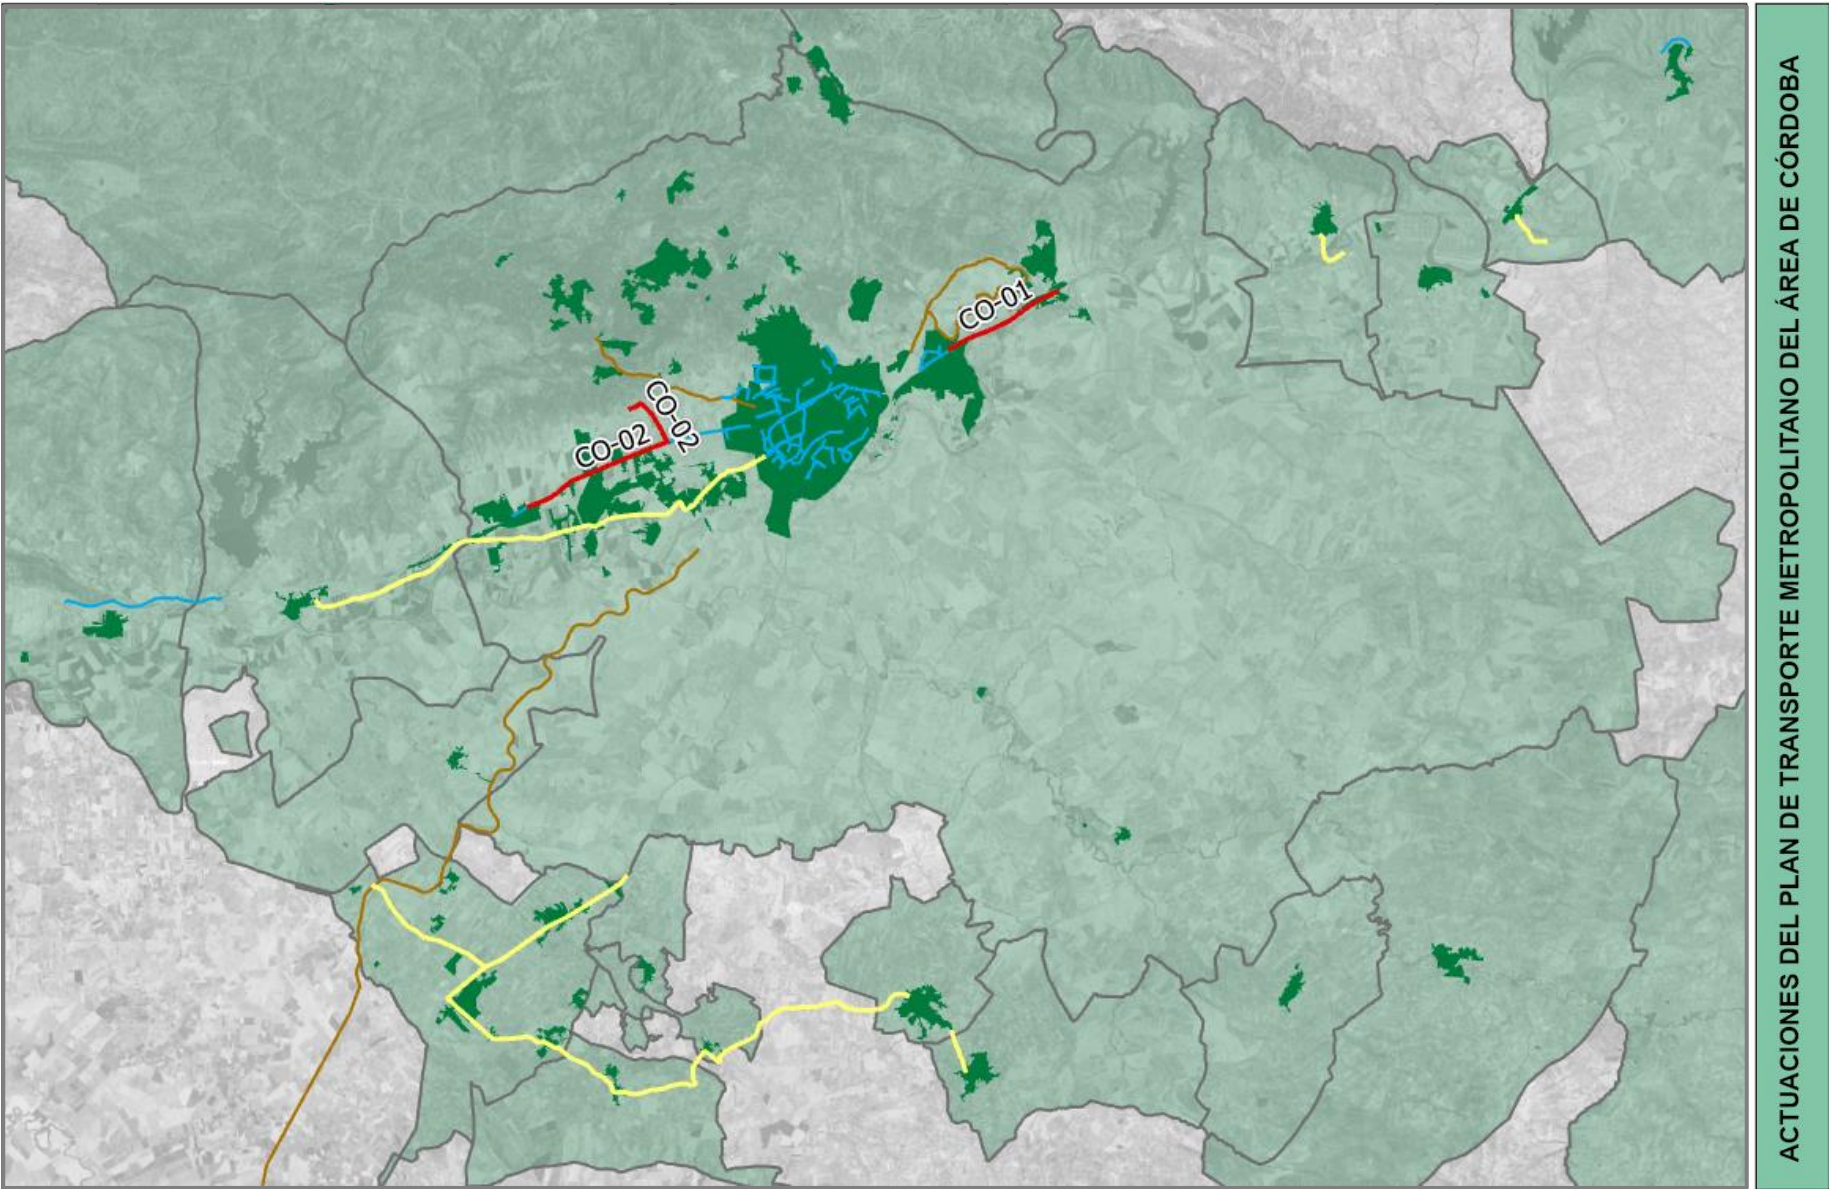 CO-01
CO-02
CO-02
ACTUACIONES DEL PLAN DE TRANSPORTE METROPOLITANO DEL ÁREA DE CÓRDOBA